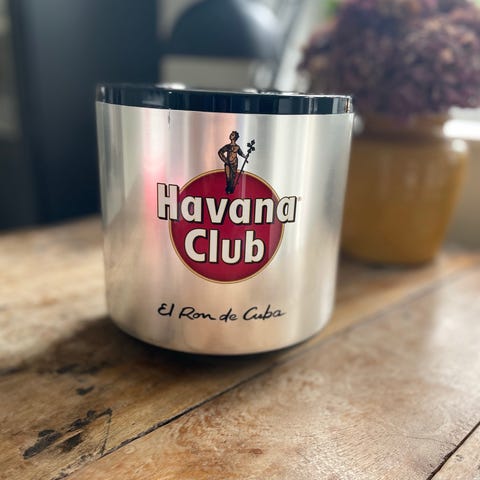 Havana
Club
El Ron de Cuba